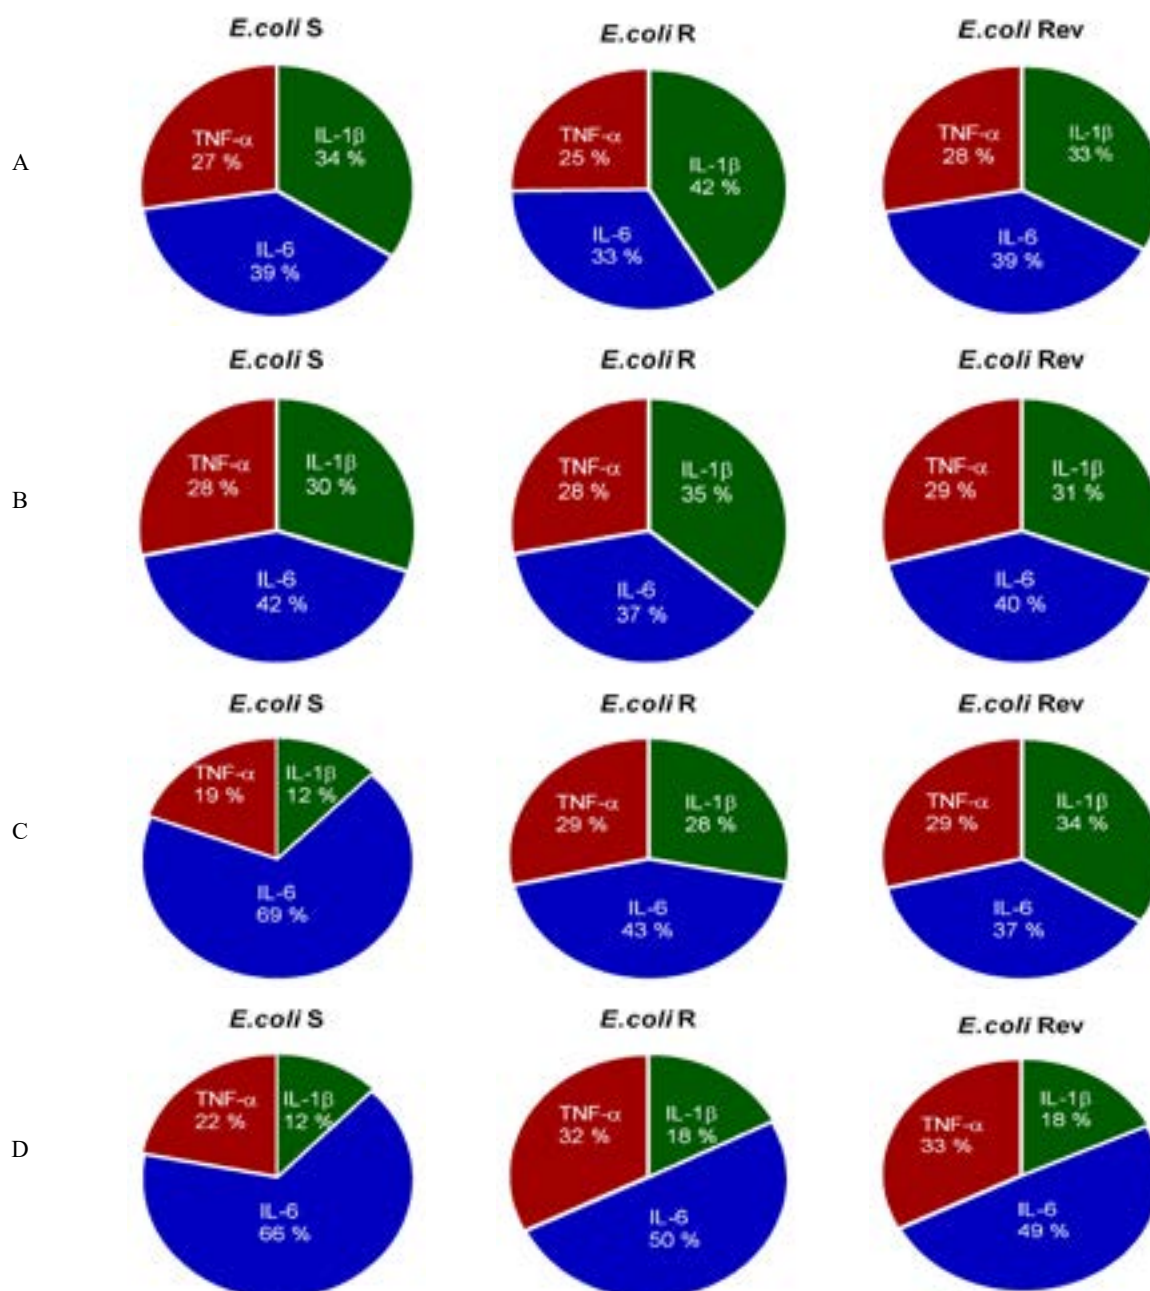 E.coli S
E.coli R
E.coli Rev
A
TNF-α
27 %
IL-1β
34 %
IL-6
39 %
TNF-α
25 %
IL-1β
42 %
IL-6
33 %
TNF-α
28 %
IL-1β
33 %
IL-6
39 %
E.coli S
E.coli R
E.coli Rev
B
TNF-α
28 %
IL-1β
30 %
IL-6
42 %
TNF-α
28 %
IL-1β
35 %
IL-6
37 %
TNF-α
29 %
IL-1β
31 %
IL-6
40 %
E.coli S
E.coli R
E.coli Rev
C
TNF-α
19 %
IL-1β
12 %
IL-6
69 %
TNF-α
29 %
IL-1β
28 %
IL-6
43 %
TNF-α
29 %
IL-1β
34 %
IL-6
37 %
E.coli S
E.coli R
E.coli Rev
D
TNF-α
22 %
IL-1β
12 %
IL-6
66 %
TNF-α
32 %
IL-1β
18 %
IL-6
50 %
TNF-α
33 %
IL-1β
18 %
IL-6
49 %